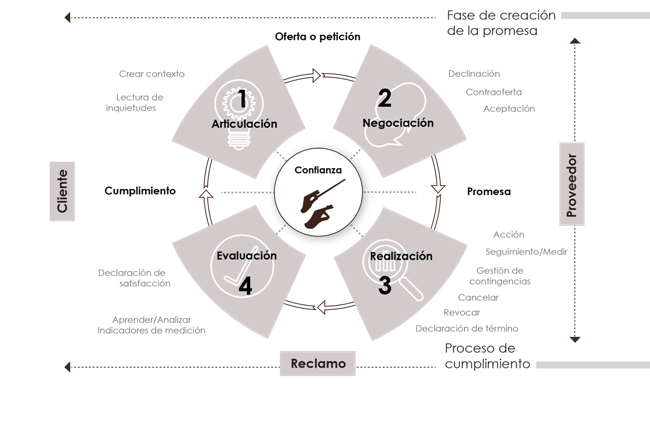 Fase de creación
de la promesa
Oferta o petición
Crear contexto
Lectura de
inquietudes
1
Articulación
2
Negociación
Declinación
Contraoferta
Aceptación
Cliente
Cumplimiento
Confianza
Promesa
Proveedor
Evaluación
4
Realización
3
Declaración de
satisfacción
Aprender/Analizar
Indicadores de medición
Acción
Seguimiento/Medir
Gestión de
contingencias
Cancelar
Revocar
Declaración de término
Reclamo
Proceso de
cumplimiento